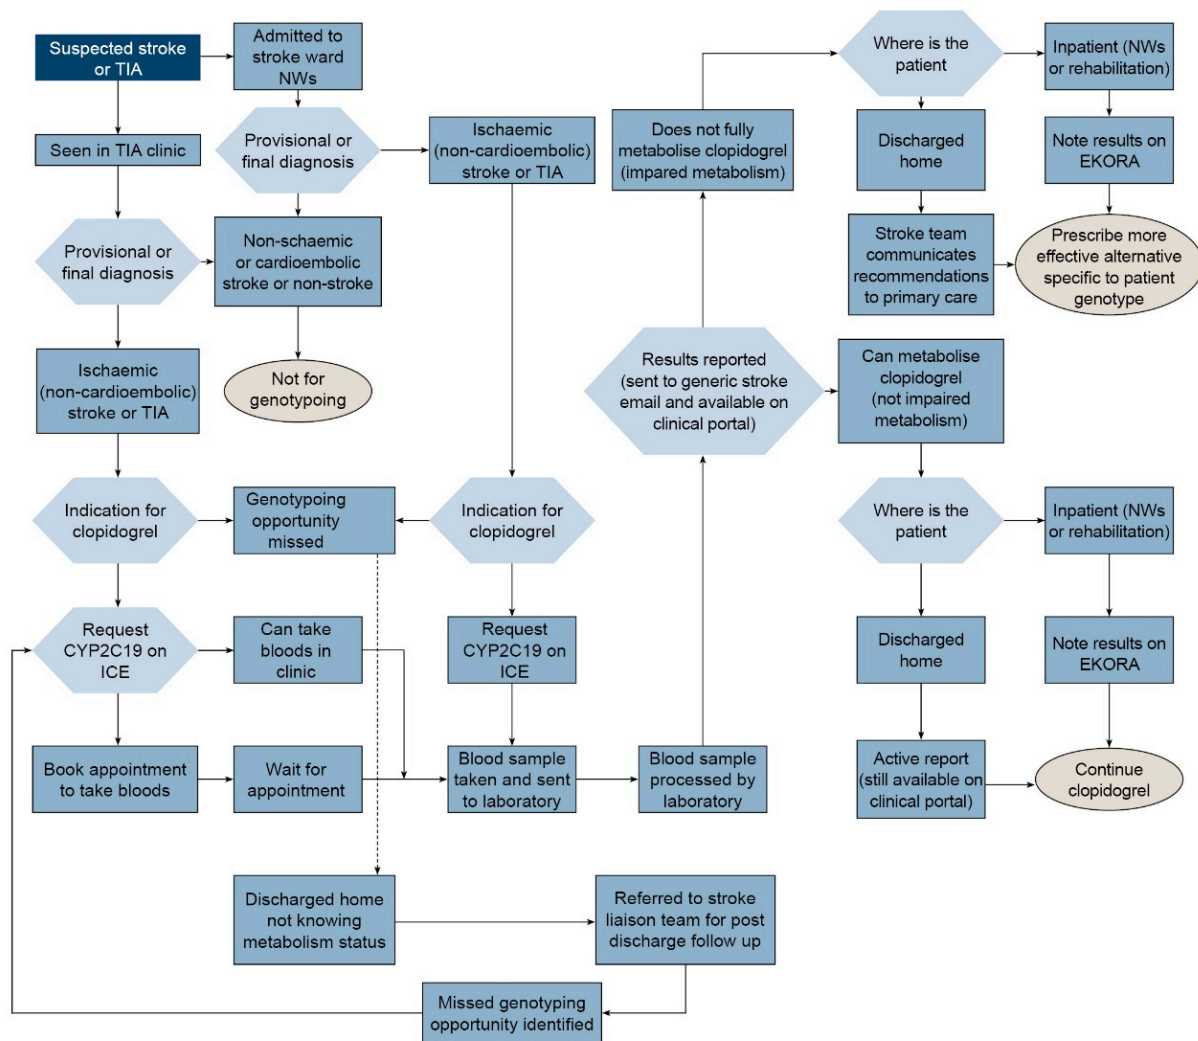 Suspected stroke
or TIA
Admitted to
stroke ward
NWs
Seen in TIA clinic
Provisional or
final diagnosis
Ischaemic
(non-cardioembolic)
stroke or TIA
Provisional or
final diagnosis
Non-schaemic
or cardioembolic
stroke or non-stroke
Not for
genotypoing
Ischaemic
(non-cardioembolic)
stroke or TIA
Indication for
clopidogrel
Genotypoing
opportunity
missed
Indication for
clopidogrel
Request
CYP2C19 on
ICE
Can take
bloods in
clinic
Request
CYP2C19 on
ICE
Book appointment
to take bloods
Wait for
appointment
Blood sample
taken and sent
to laboratory
Blood sample
processed by
laboratory
Discharged home
not knowing
metabolism status
Referred to stroke
liaison team for post
discharge follow up
Missed genotyping
opportunity identified
Results reported
(sent to generic stroke
email and available on
clinical portal)
Does not fully
metabolise clopidogrel
(impared metabolism)
Where is the
patient
Inpatient (NWs
or rehabilitation)
Discharged
home
Note results on
EKORA
Stroke team
communicates
recommendations
to primary care
Prescribe more
effective alternative
specific to patient
genotype
Can metabolise
clopidogrel
(not impaired
metabolism)
Where is the
patient
Inpatient (NWs
or rehabilitation)
Discharged
home
Note results on
EKORA
Active report
(still available on
clinical portal)
Continue
clopidogrel